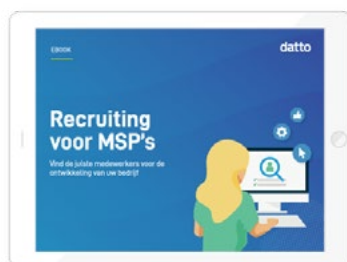 EBOOK
datto
Recruiting
voor MSP's
Vind de juiste medewerkers voor de
ontwikkeling van uw bedrijf